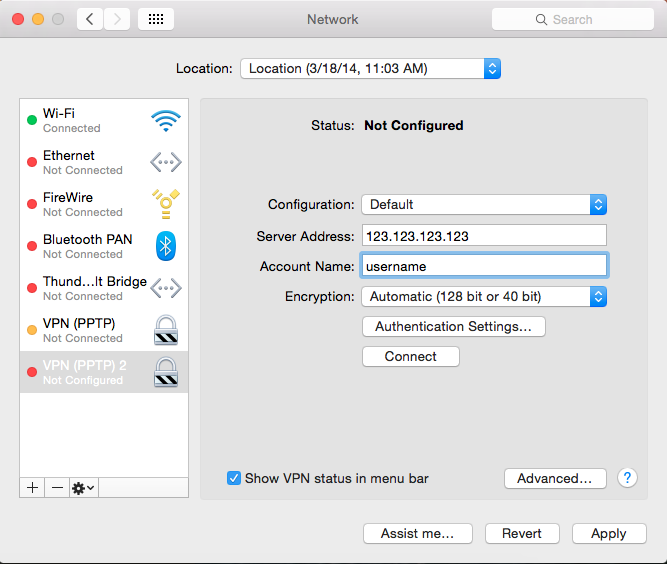 Network
Search
Location: Location (3/18/14, 11:03 AM)
Wi-Fi
Connected
Ethernet
Not Connected
FireWire
Not Connected
Bluetooth PAN
Not Connected
Thund...lt Bridge
Not Connected
VPN (PPTP)
Not Connected
VPN (PPTP) 2
Not Configured
Status: Not Configured
Configuration: Default
Server Address: 123.123.123.123
Account Name: username
Encryption: Automatic (128 bit or 40 bit)
Authentication Settings...
Connect
Show VPN status in menu bar
Advanced...
?
Assist me...
Revert
Apply